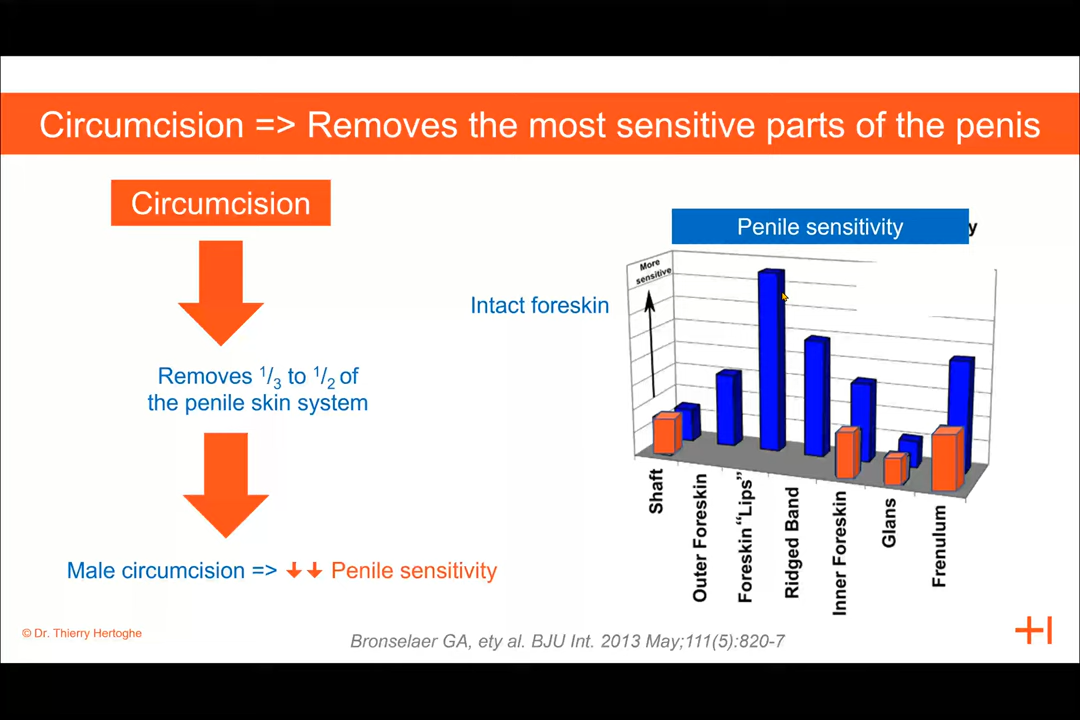 Circumcision => Removes the most sensitive parts of the penis
Circumcision
Removes 1/3 to 1/2 of
the penile skin system
Male circumcision => ↓↓ Penile sensitivity
Intact foreskin
Penile sensitivity
y
More
sensitive
Shaft
Outer Foreskin
Foreskin “Lips”
Ridged Band
Inner Foreskin
Glans
Frenulum
© Dr. Thierry Hertoghe
Bronselaer GA, ety al. BJU Int. 2013 May;111(5):820-7